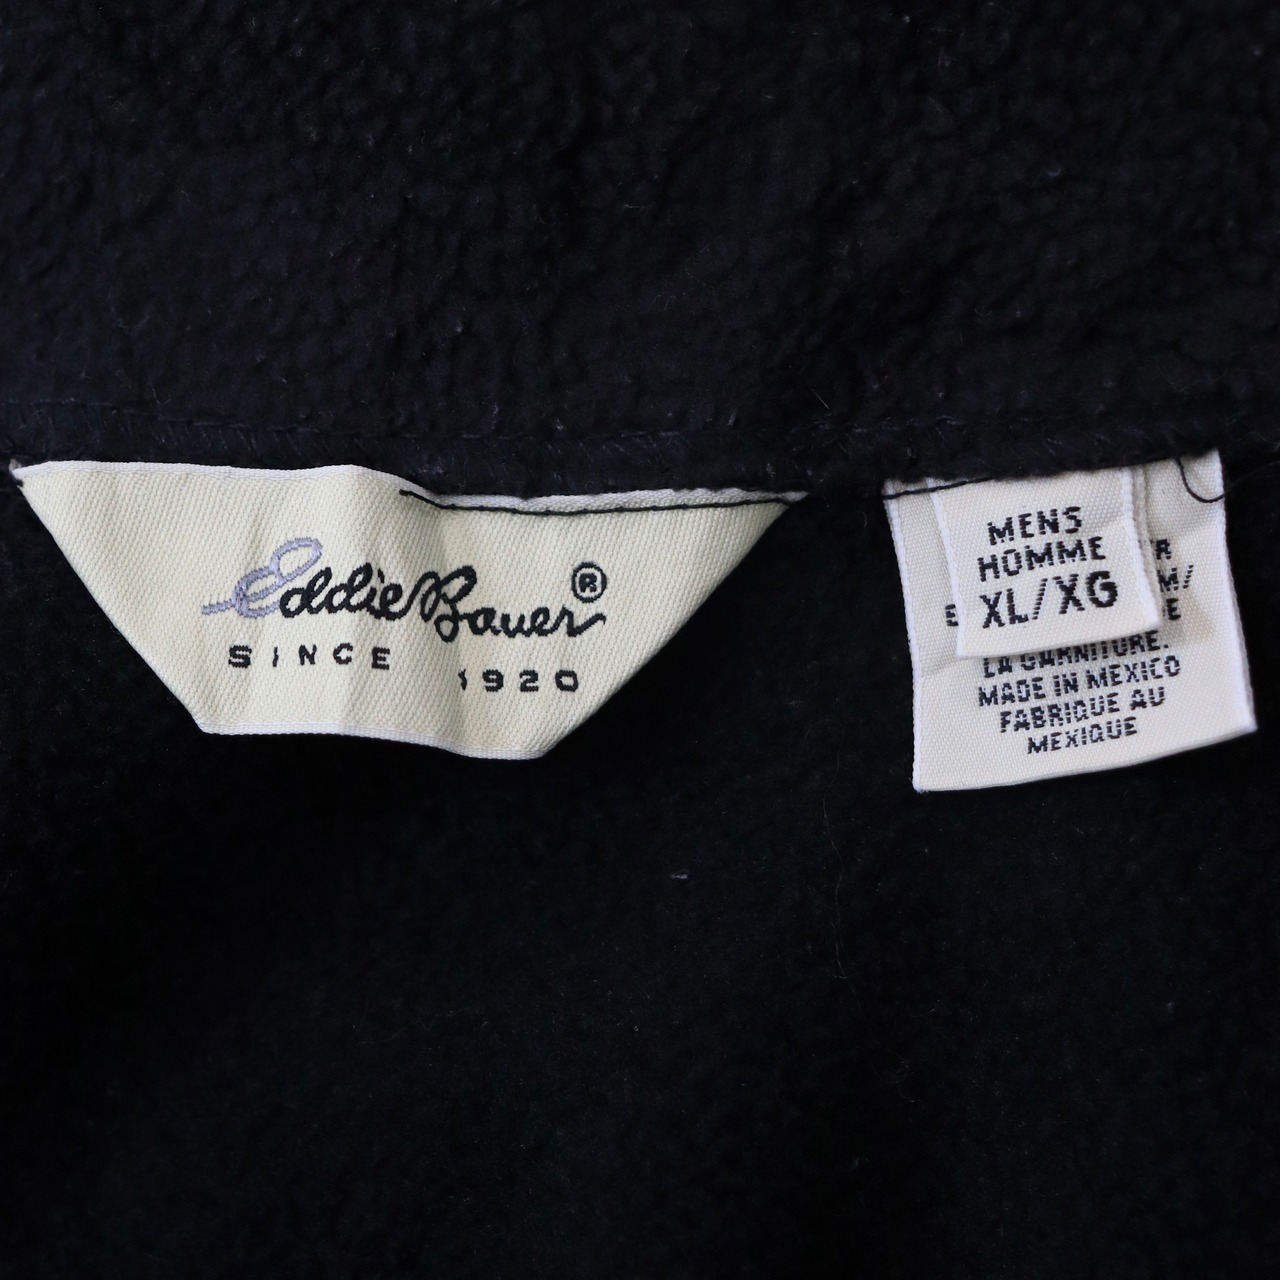 Eddie Bauer®
SINCE 1920
MENS
HOMME
XL/XG
LA GARNITURE.
MADE IN MEXICO
FABRIQUE AU
MEXIQUE